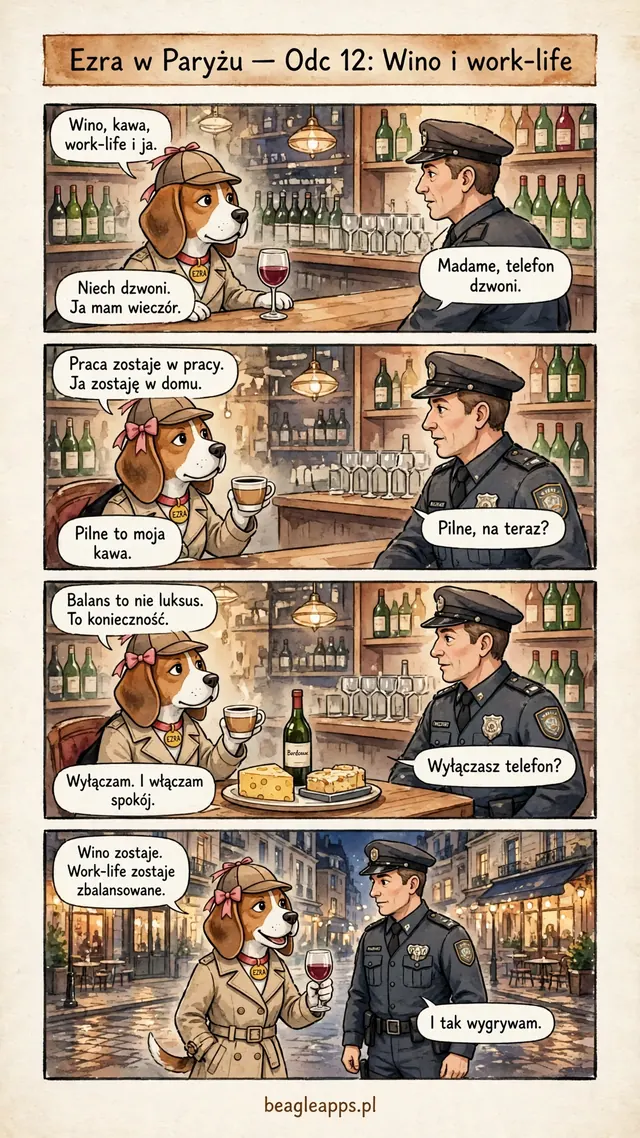 Ezra w Paryżu — Odc 12: Wino i work-life
Wino, kawa,
work-life i ja.
EZRA
Madame, telefon
dzwoni.
Niech dzwoni.
Ja mam wieczór.
Praca zostaje w pracy.
Ja zostaję w domu.
EZRA
Pilne, na teraz?
Pilne to moja
kawa.
Balans to nie luksus.
To konieczność.
EZRA
Bordeaux
Wyłączasz telefon?
Wyłączam. I włączam
spokój.
Wino zostaje.
Work-life zostaje
zbalansowane.
EZRA
I tak wygrywam.
beagleapps.pl